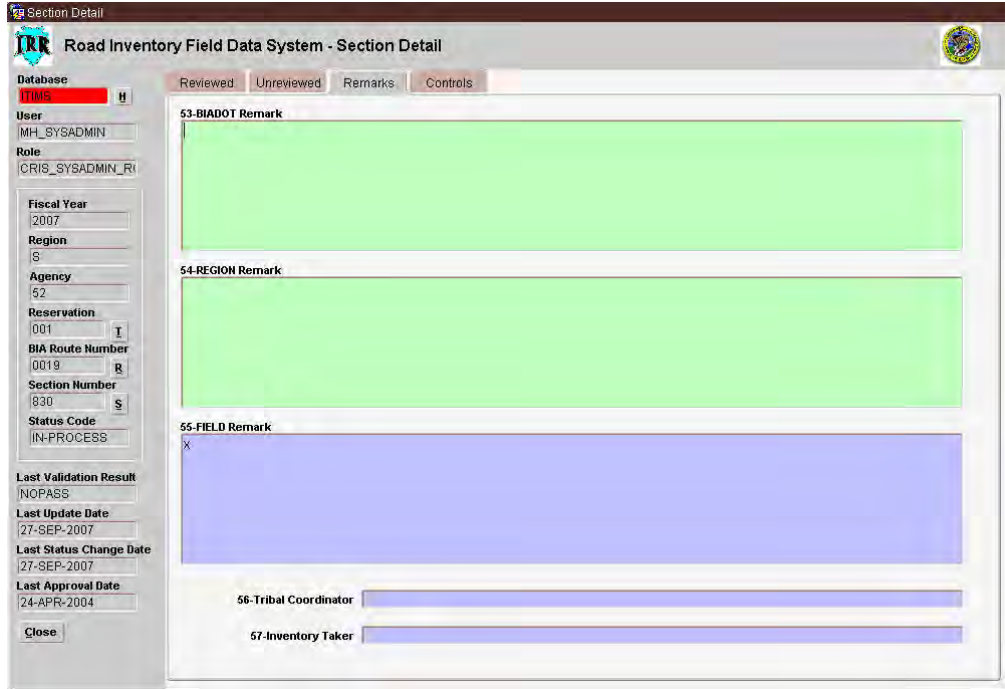 Section Detail
IRR Road Inventory Field Data System - Section Detail
Database
ITIMS H
User
MH_SYSADMIN
Role
CRIS_SYSADMIN_R(
Fiscal Year
2007
Region
S
Agency
52
Reservation
001 T
BIA Route Number
0019 R
Section Number
830 S
Status Code
IN-PROCESS
Last Validation Result
NOPASS
Last Update Date
27-SEP-2007
Last Status Change Date
27-SEP-2007
Last Approval Date
24-APR-2004
Close
Reviewed Unreviewed Remarks Controls
53-BIADOT Remark
54-REGION Remark
55-FIELD Remark
X
56-Tribal Coordinator
57-Inventory Taker